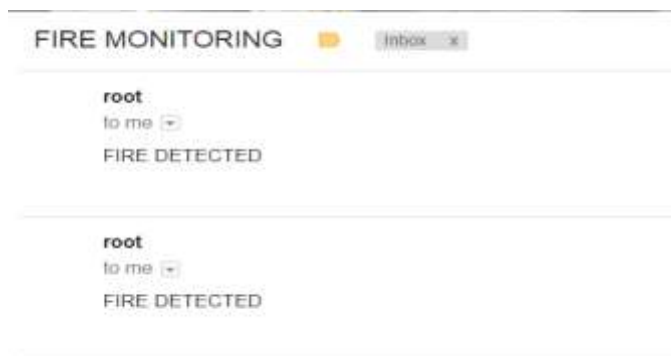 FIRE MONITORING Inbox x
root
to me
FIRE DETECTED
root
to me
FIRE DETECTED